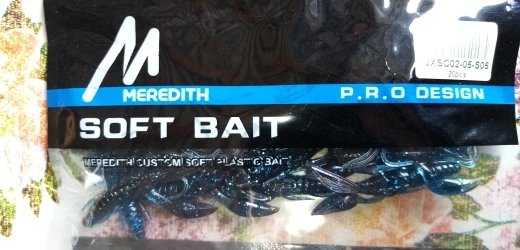 M
MEREDITH
P.R.O DESIGN
JXSC02-05-S05
20pcs
SOFT BAIT
MEREDITH CUSTOM SOFT PLASTIC BAIT